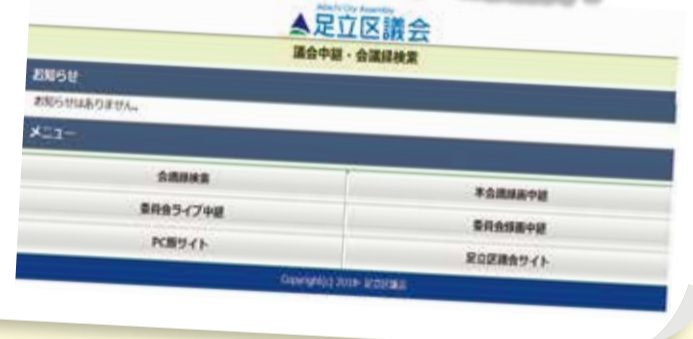 Adachi City Assembly
足立区議会
議会中継・会議録検索
お知らせ
お知らせはありません。
メニュー
会議録検索
本会議録画中継
委員会ライブ中継
委員会録画中継
PC版サイト
足立区議会サイト
Copyright(c) 2018- 足立区議会